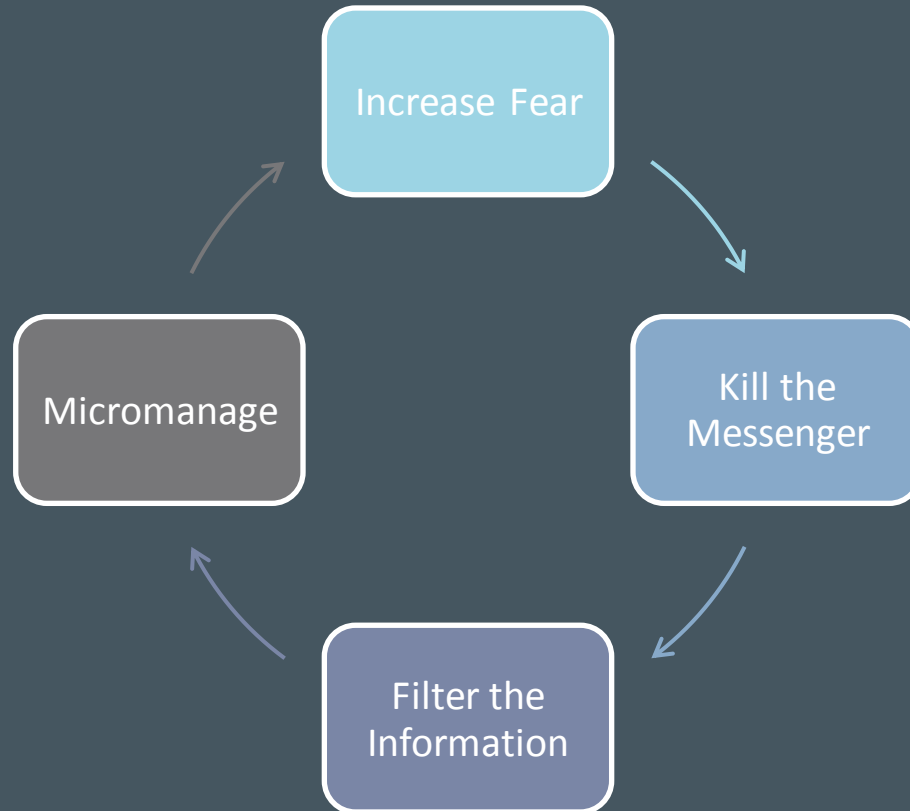 Increase Fear
Kill the
Messenger
Filter the
Information
Micromanage